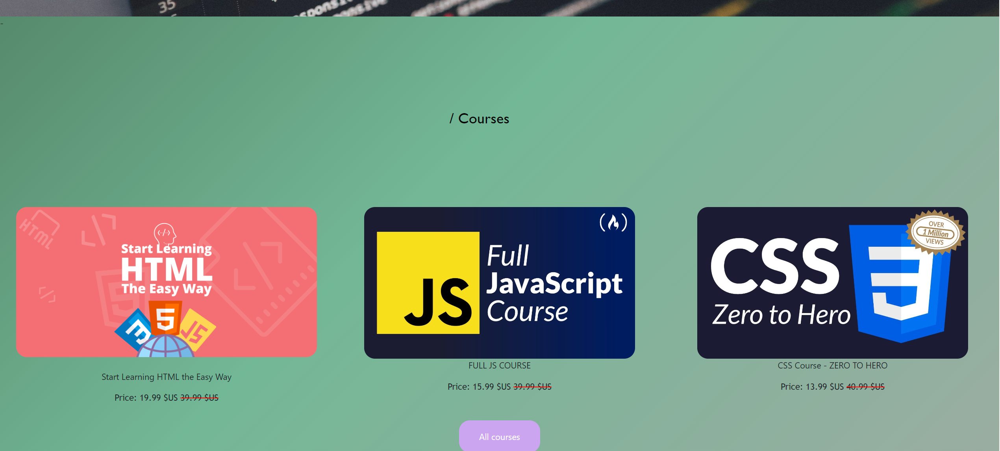 35
responsive
-
/ Courses
HTML
Start Learning
HTML
The Easy Way
JS
Full
JavaScript
Course
JS
CSS
Zero to Hero
OVER
1 Million
VIEWS
FULL JS COURSE
CSS Course - ZERO TO HERO
Start Learning HTML the Easy Way
Price: 15.99 $US 39.99 $US
Price: 13.99 $US 40.99 $US
Price: 19.99 $US 39.99 $US
All courses